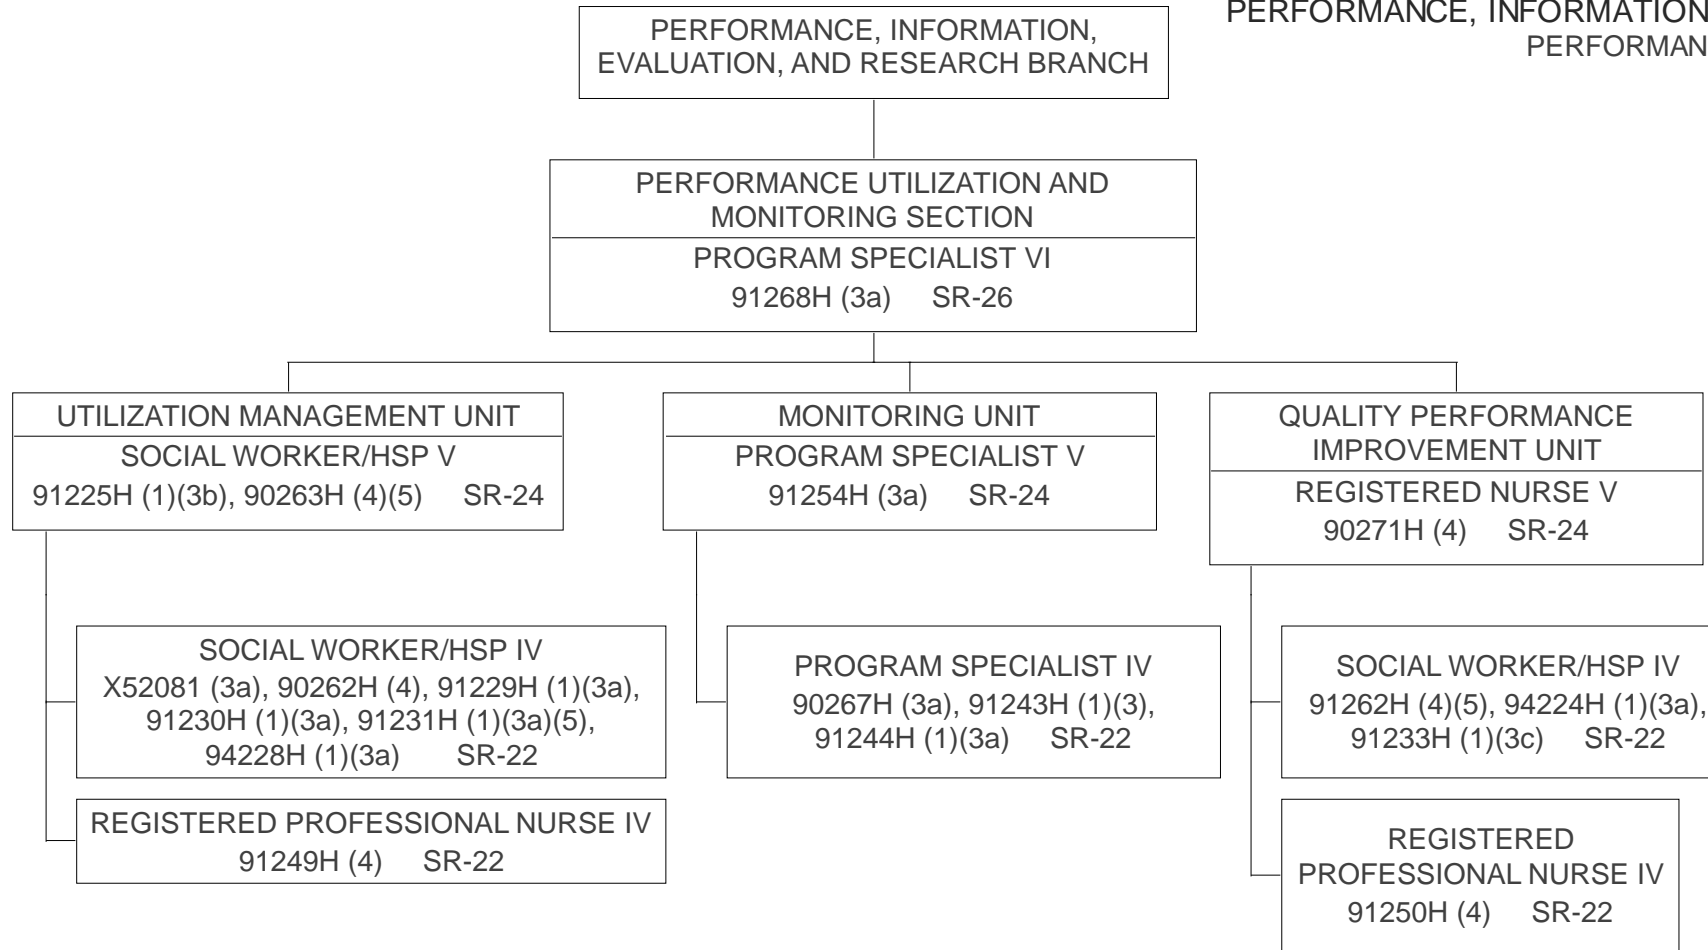 PERFORMANCE, INFORMATION
PERFORMAN
PERFORMANCE, INFORMATION,
EVALUATION, AND RESEARCH BRANCH
PERFORMANCE UTILIZATION AND
MONITORING SECTION
PROGRAM SPECIALIST VI
91268H (3a) SR-26
UTILIZATION MANAGEMENT UNIT
SOCIAL WORKER/HSP V
91225H (1)(3b), 90263H (4)(5) SR-24
MONITORING UNIT
PROGRAM SPECIALIST V
91254H (3a) SR-24
QUALITY PERFORMANCE
IMPROVEMENT UNIT
REGISTERED NURSE V
90271H (4) SR-24
SOCIAL WORKER/HSP IV
X52081 (3a), 90262H (4), 91229H (1)(3a),
91230H (1)(3a), 91231H (1)(3a)(5),
94228H (1)(3a) SR-22
REGISTERED PROFESSIONAL NURSE IV
91249H (4) SR-22
PROGRAM SPECIALIST IV
90267H (3a), 91243H (1)(3),
91244H (1)(3a) SR-22
SOCIAL WORKER/HSP IV
91262H (4)(5), 94224H (1)(3a),
91233H (1)(3c) SR-22
REGISTERED
PROFESSIONAL NURSE IV
91250H (4) SR-22